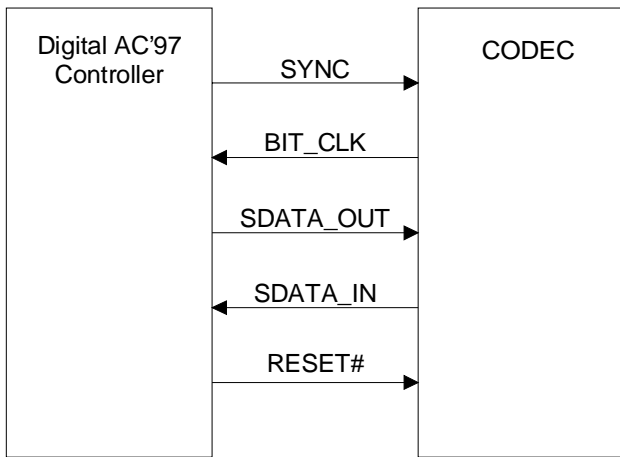 Digital AC'97
Controller
CODEC
SYNC
BIT_CLK
SDATA_OUT
SDATA_IN
RESET#